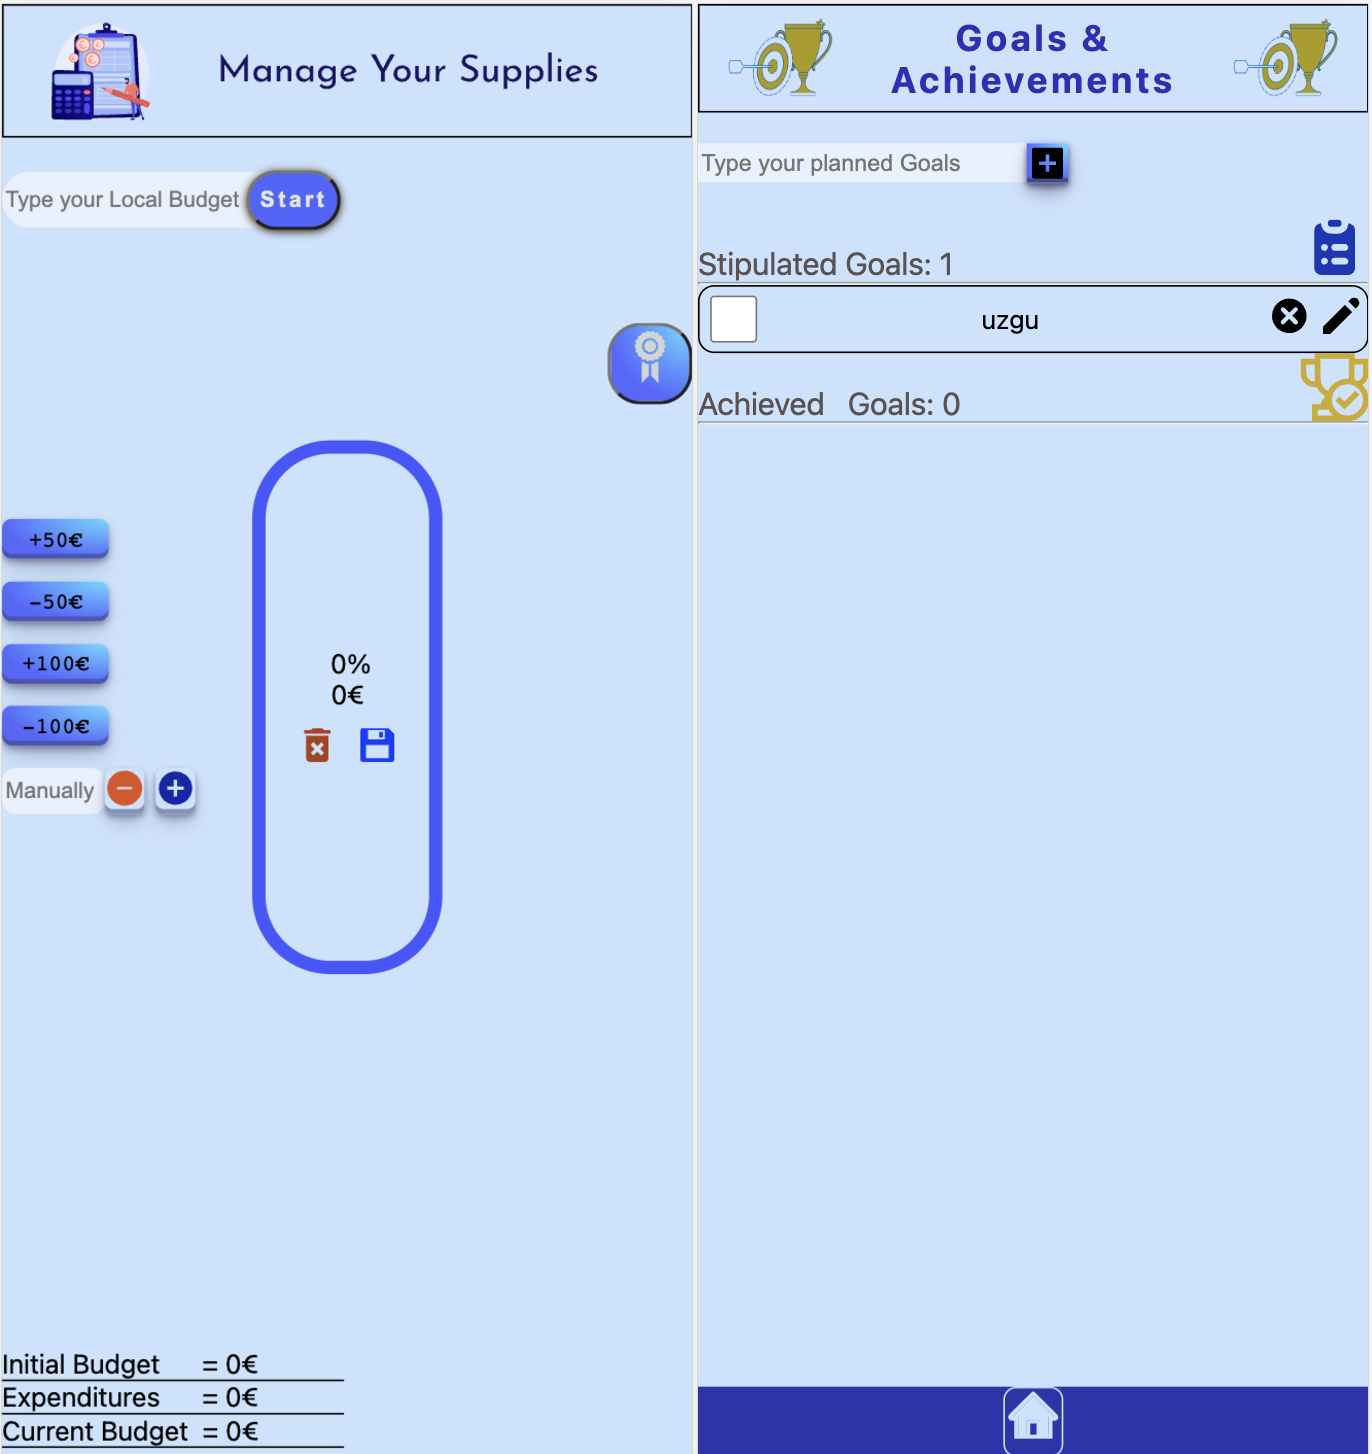 Manage Your Supplies
Type your Local Budget
Start
+50€
-50€
+100€
-100€
Manually
0%
0€
Initial Budget = 0€
Expenditures = 0€
Current Budget = 0€
Goals &
Achievements
Type your planned Goals
Stipulated Goals: 1
uzgu
Achieved Goals: 0